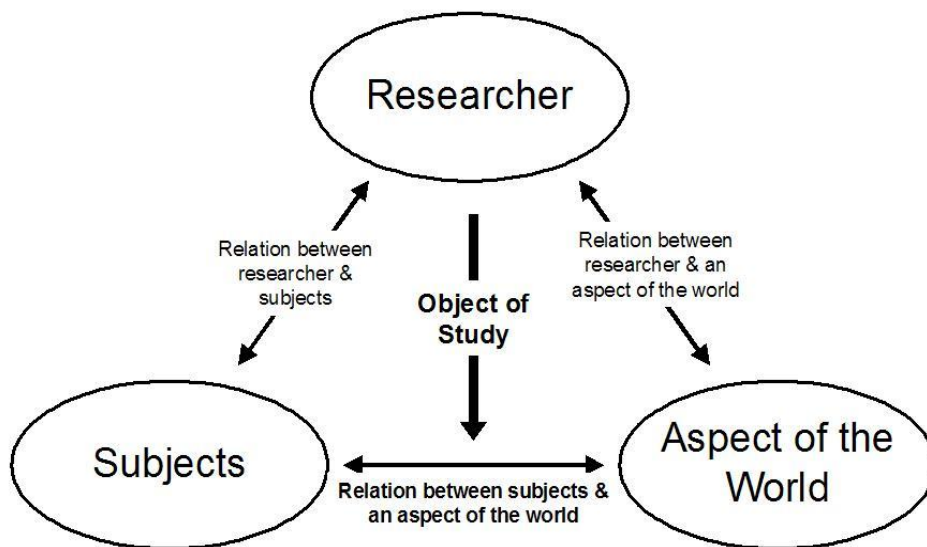 Researcher
Relation between
researcher &
subjects
Relation between
researcher & an
aspect of the world
Object of
Study
Subjects
Relation between subjects &
an aspect of the world
Aspect of the
World